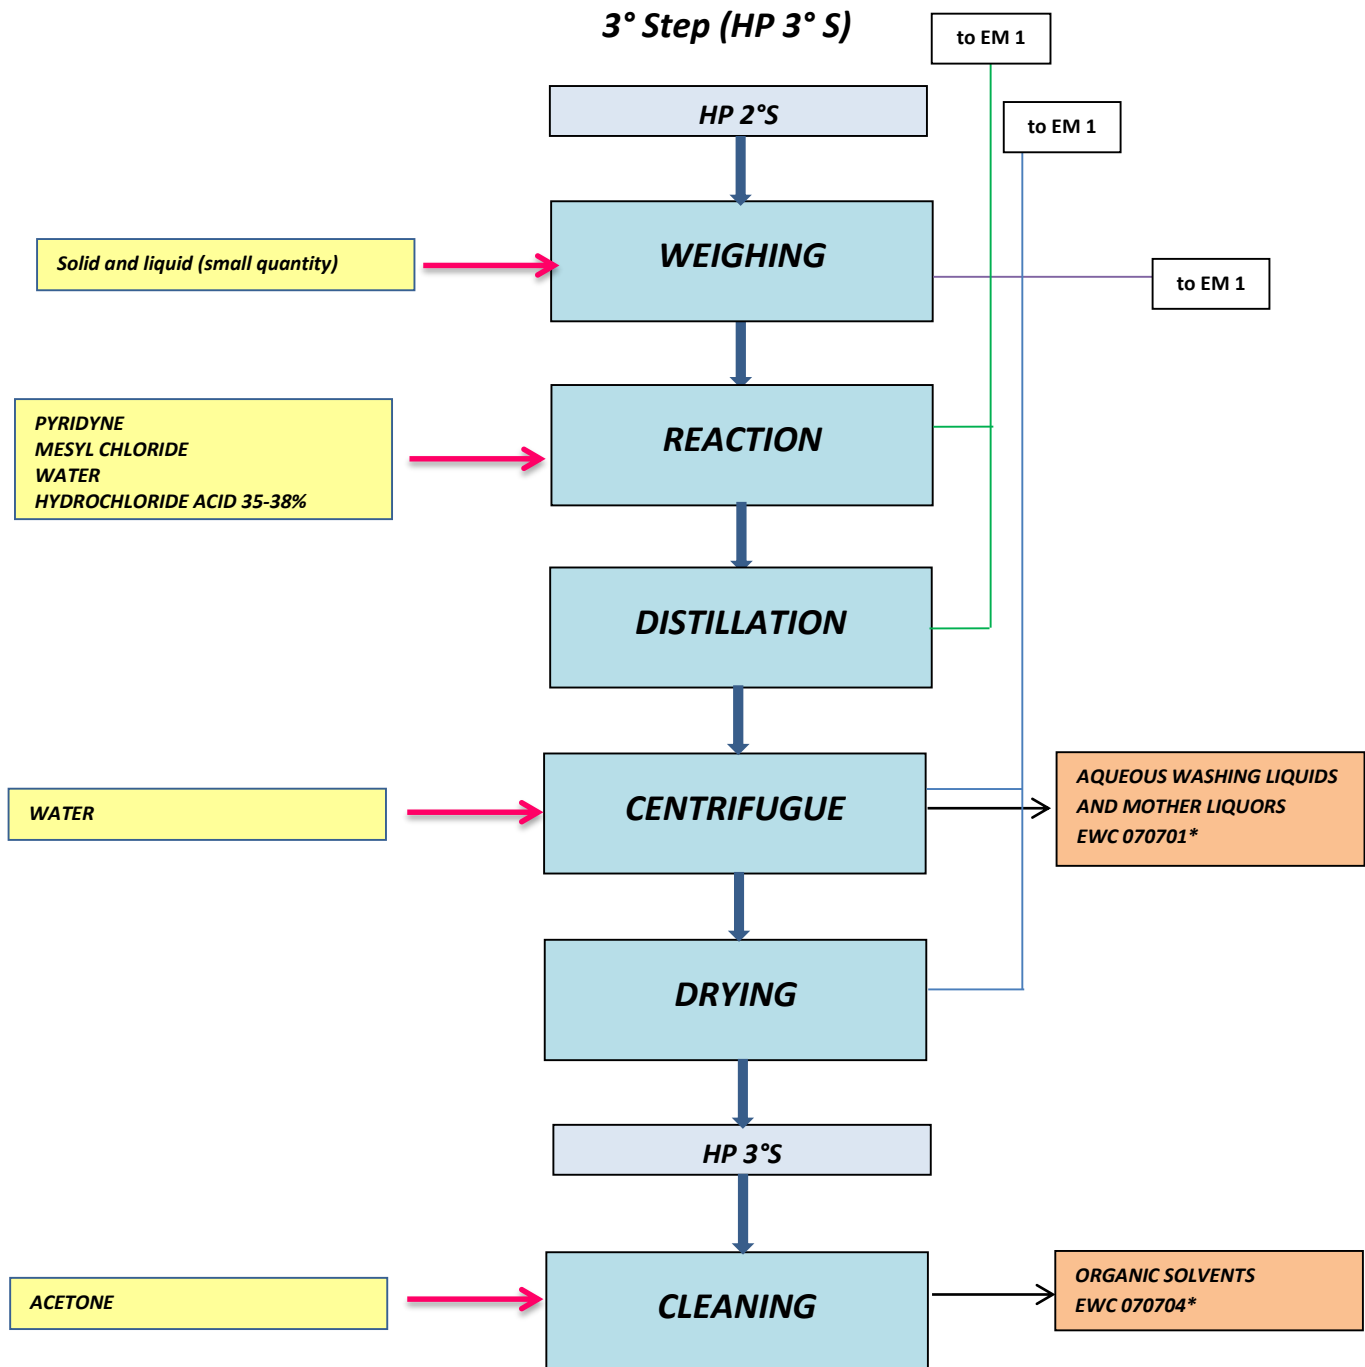 3° Step (HP 3° S)
to EM 1
HP 2°S
to EM 1
WEIGHING
Solid and liquid (small quantity)
to EM 1
PYRIDYNE
MESYL CHLORIDE
WATER
HYDROCHLORIDE ACID 35-38%
REACTION
DISTILLATION
WATER
CENTRIFUGUE
AQUEOUS WASHING LIQUIDS
AND MOTHER LIQUORS
EWC 070701*
DRYING
HP 3°S
ACETONE
CLEANING
ORGANIC SOLVENTS
EWC 070704*